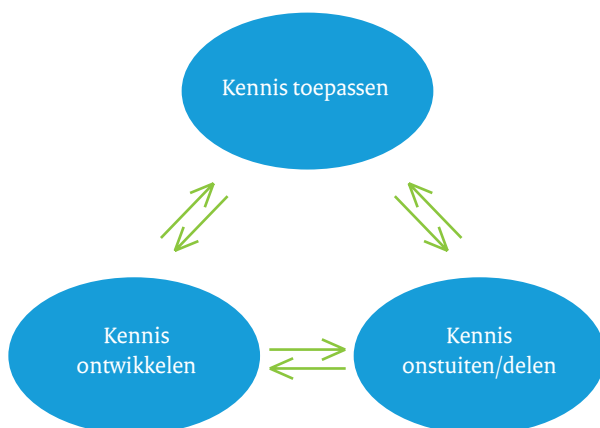 Kennis toepassen
Kennis
ontwikkelen
Kennis
onstuiten/delen